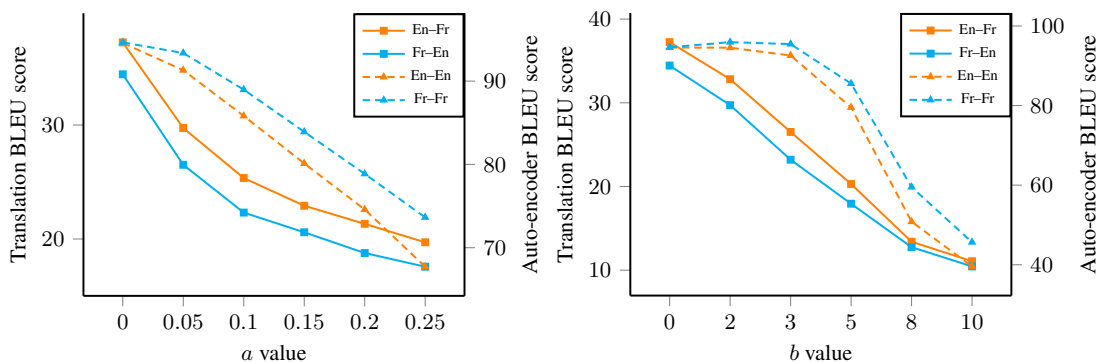 Translation BLEU score
30
20
En–Fr
Fr–En
En–En
Fr–Fr
90
80
70
Auto-encoder BLEU score
0 0.05 0.1 0.15 0.2 0.25
a value
Translation BLEU score
40
30
20
10
En–Fr
Fr–En
En–En
Fr–Fr
100
80
60
40
Auto-encoder BLEU score
0 2 3 5 8 10
b value